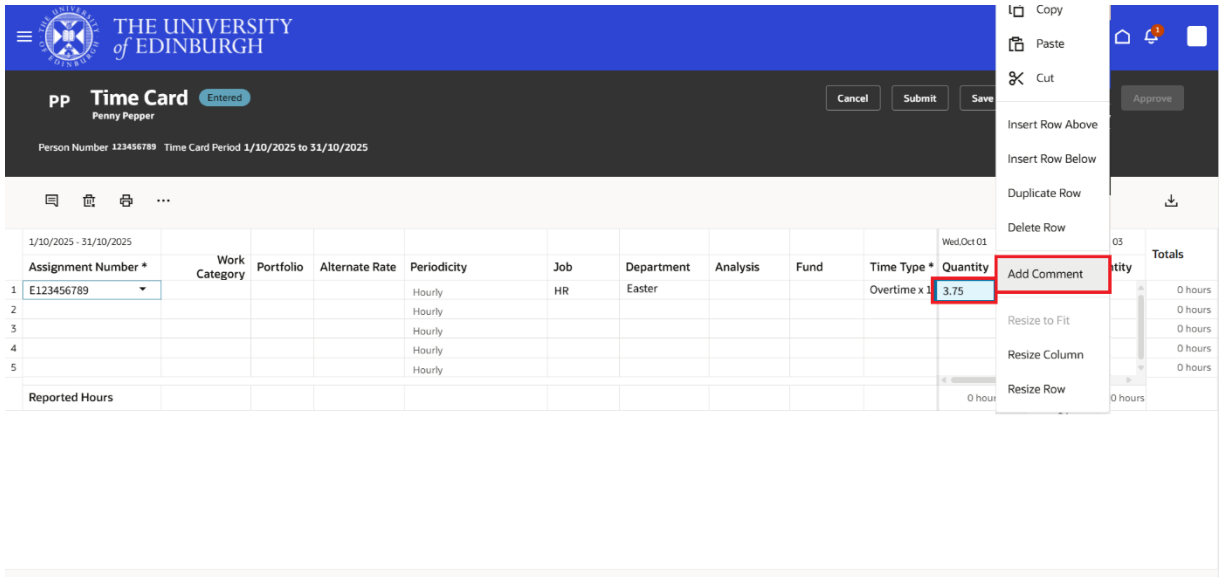 THE UNIVERSITY
of EDINBURGH
1
Copy
Paste
Cut
Insert Row Above
Insert Row Below
Duplicate Row
Delete Row
Add Comment
Resize to Fit
Resize Column
Resize Row
PP Time Card Entered
Penny Pepper
Cancel Submit Save Approve
Person Number 123456789 Time Card Period 1/10/2025 to 31/10/2025
...
1/10/2025 - 31/10/2025 Wed,Oct 01 03
Assignment Number * Work Category Portfolio Alternate Rate Periodicity Job Department Analysis Fund Time Type * Quantity tity Totals
1 E123456789 Hourly HR Easter Overtime x 1 3.75 0 hours
2 Hourly 0 hours
3 Hourly 0 hours
4 Hourly 0 hours
5 Hourly 0 hours
Reported Hours 0 hour 0 hours